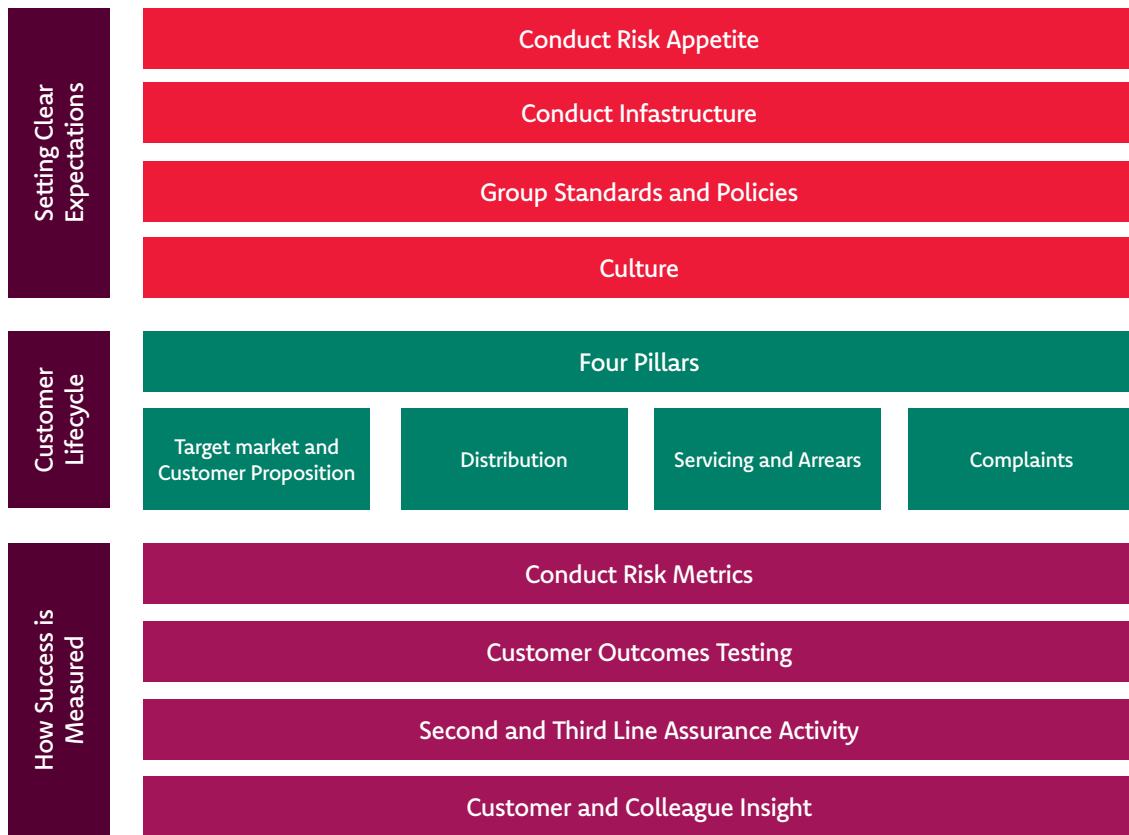 Setting Clear
Expectations
Conduct Risk Appetite
Conduct Infastructure
Group Standards and Policies
Culture
Customer
Lifecycle
Four Pillars
Target market and
Customer Proposition
Distribution
Servicing and Arrears
Complaints
How Success is
Measured
Conduct Risk Metrics
Customer Outcomes Testing
Second and Third Line Assurance Activity
Customer and Colleague Insight